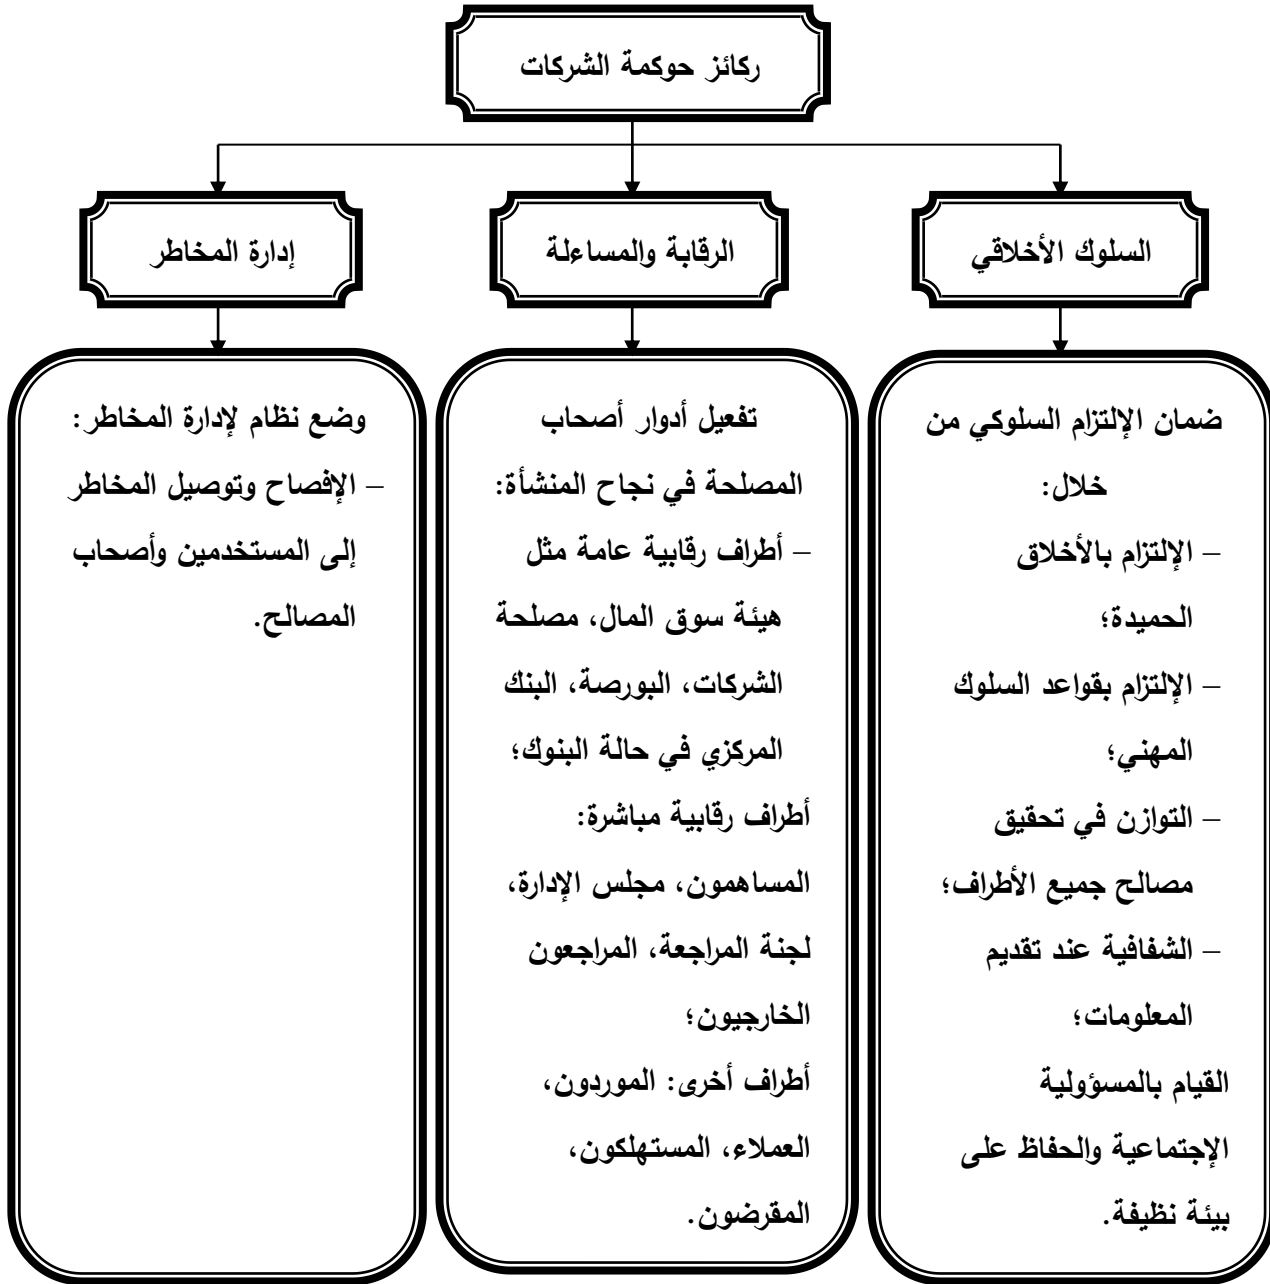 ركائز حوكمة الشركات
السلوك الأخلاقي
الرقابة والمساءلة
إدارة المخاطر
ضمان الإلتزام السلوكي من
خلال:
– الإلتزام بالأخلاق
الحميدة؛
– الإلتزام بقواعد السلوك
المهني؛
– التوازن في تحقيق
مصالح جميع الأطراف؛
– الشفافية عند تقديم
المعلومات؛
القيام بالمسؤولية
الإجتماعية والحفاظ على
بيئة نظيفة.
تفعيل أدوار أصحاب
المصلحة في نجاح المنشأة:
– أطراف رقابية عامة مثل
هيئة سوق المال، مصلحة
الشركات، البورصة، البنك
المركزي في حالة البنوك؛
أطراف رقابية مباشرة:
المساهمون، مجلس الإدارة،
لجنة المراجعة، المراجعون
الخارجيون؛
أطراف أخرى: الموردون،
العملاء، المستهلكون،
المقرضون.
وضع نظام لإدارة المخاطر:
– الإفصاح وتوصيل المخاطر
إلى المستخدمين وأصحاب
المصالح.